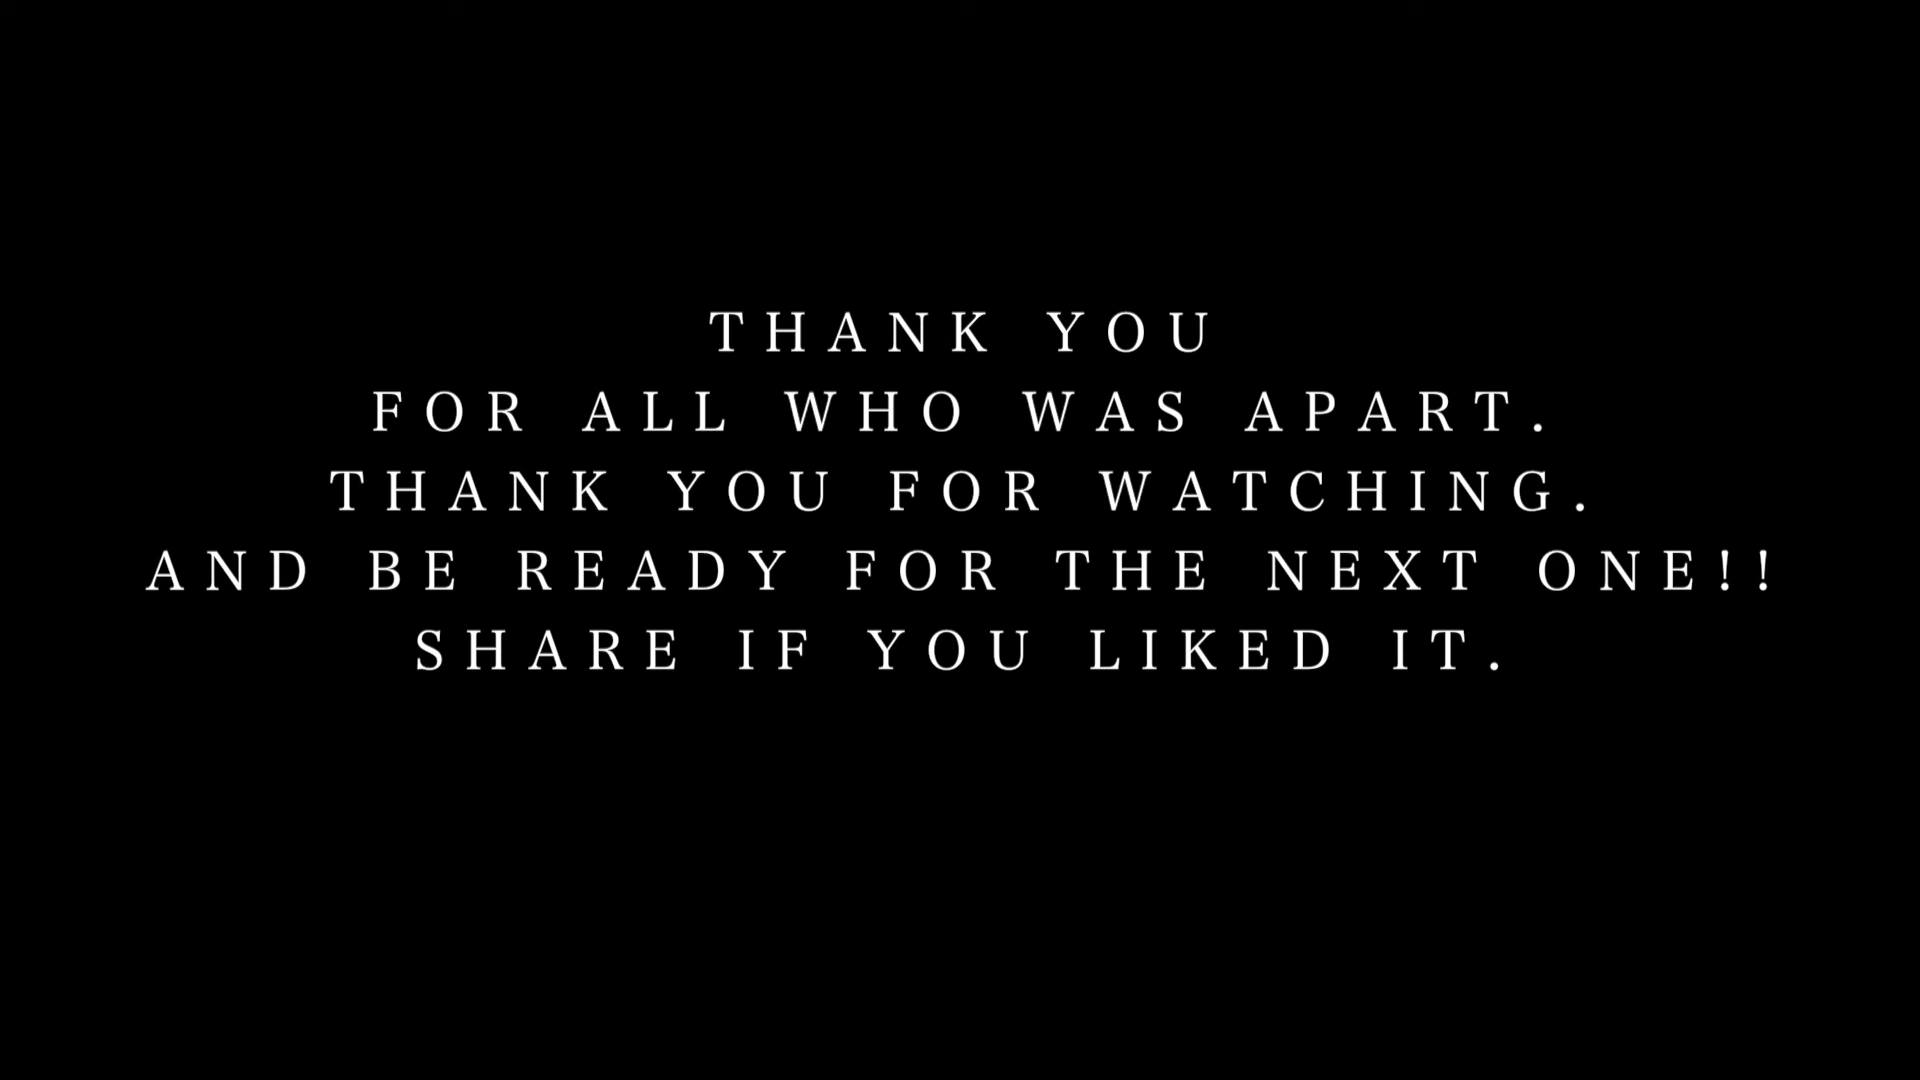 THANK YOU
FOR ALL WHO WAS APART.
THANK YOU FOR WATCHING.
AND BE READY FOR THE NEXT ONE!!
SHARE IF YOU LIKED IT.